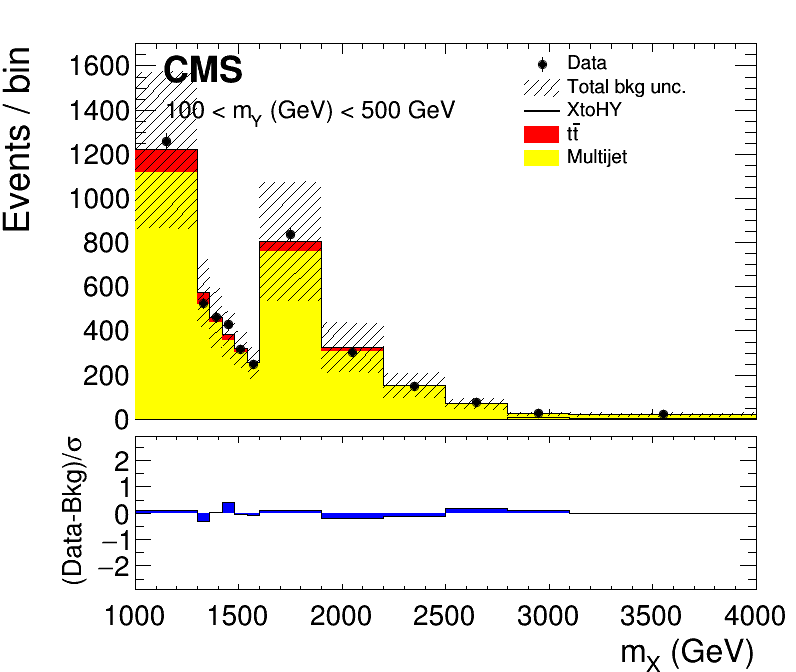 Events / bin
1600
1400
1200
1000
800
600
400
200
0
CMS
100 < m_Y (GeV) < 500 GeV
Data
Total bkg unc.
XtoHY
tt̄
Multijet
(Data-Bkg)/σ
2
1
0
−1
−2
1000 1500 2000 2500 3000 3500 4000
m_X (GeV)